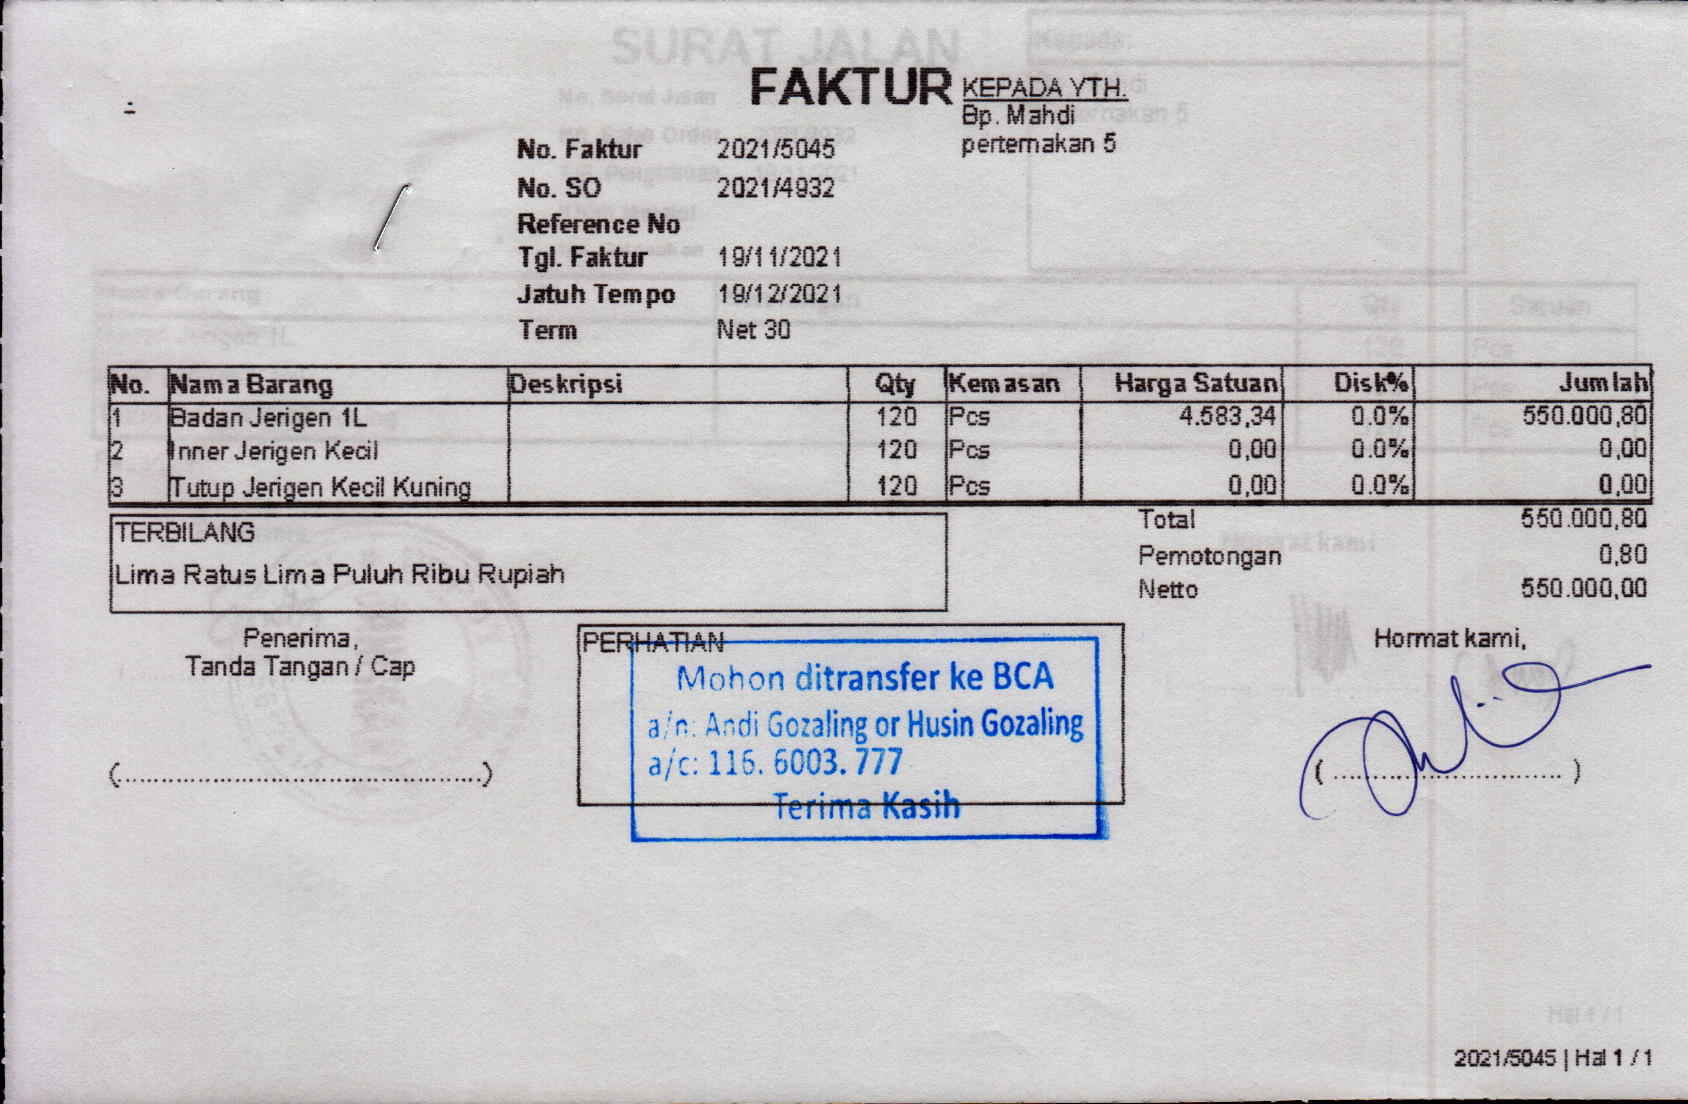 FAKTUR
KEPADA YTH.
Bp. Mahdi
perternakan 5
No. Faktur 2021/5045
No. SO 2021/4932
Reference No
Tgl. Faktur 19/11/2021
Jatuh Tempo 19/12/2021
Term Net 30
No. Nama Barang Deskripsi Qty Kemasan Harga Satuan Disk% Jumlah
1 Badan Jerigen 1L 120 Pcs 4.583,34 0.0% 550.000,80
2 Inner Jerigen Kecil 120 Pcs 0,00 0.0% 0,00
3 Tutup Jerigen Kecil Kuning 120 Pcs 0,00 0.0% 0,00
TERBILANG
Lima Ratus Lima Puluh Ribu Rupiah
Total 550.000,80
Pemotongan 0,80
Netto 550.000,00
Penerima,
Tanda Tangan / Cap
(................................................)
PERHATIAN
Mohon ditransfer ke BCA
a/n: Andi Gozaling or Husin Gozaling
a/c: 116. 6003. 777
Terima Kasih
Hormat kami,
( .............................. )
2021/5045 | Hal 1 / 1